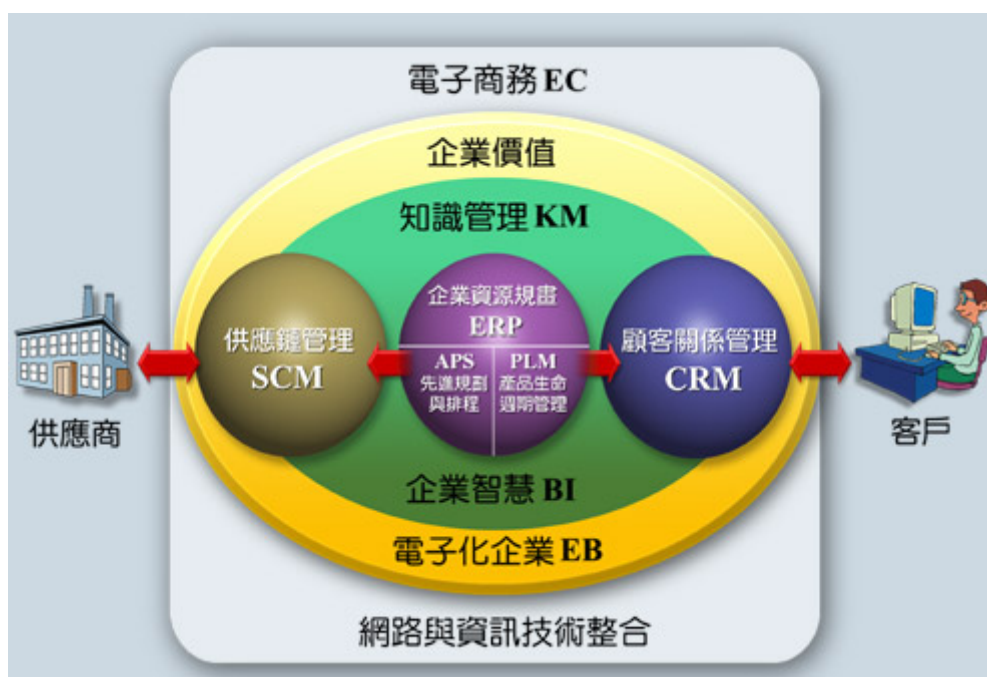 電子商務 EC
企業價值
知識管理 KM
企業資源規畫
ERP
APS
先進規劃
與排程
PLM
產品生命
週期管理
供應鏈管理
SCM
顧客關係管理
CRM
供應商
客戶
企業智慧 BI
電子化企業 EB
網路與資訊技術整合